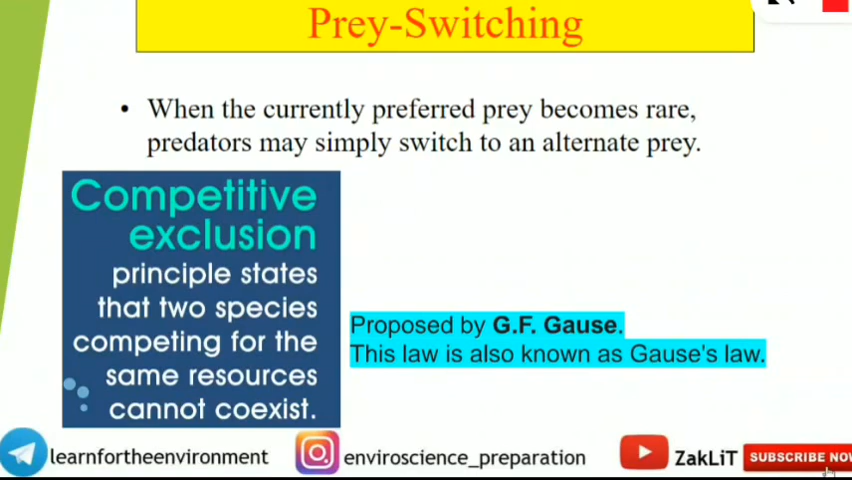 Prey-Switching
• When the currently preferred prey becomes rare,
predators may simply switch to an alternate prey.
Competitive
exclusion
principle states
that two species
competing for the
same resources
cannot coexist.
Proposed by G.F. Gause.
This law is also known as Gause's law.
learnfortheenvironment
enviroscience_preparation
ZakLiT
SUBSCRIBE NOW